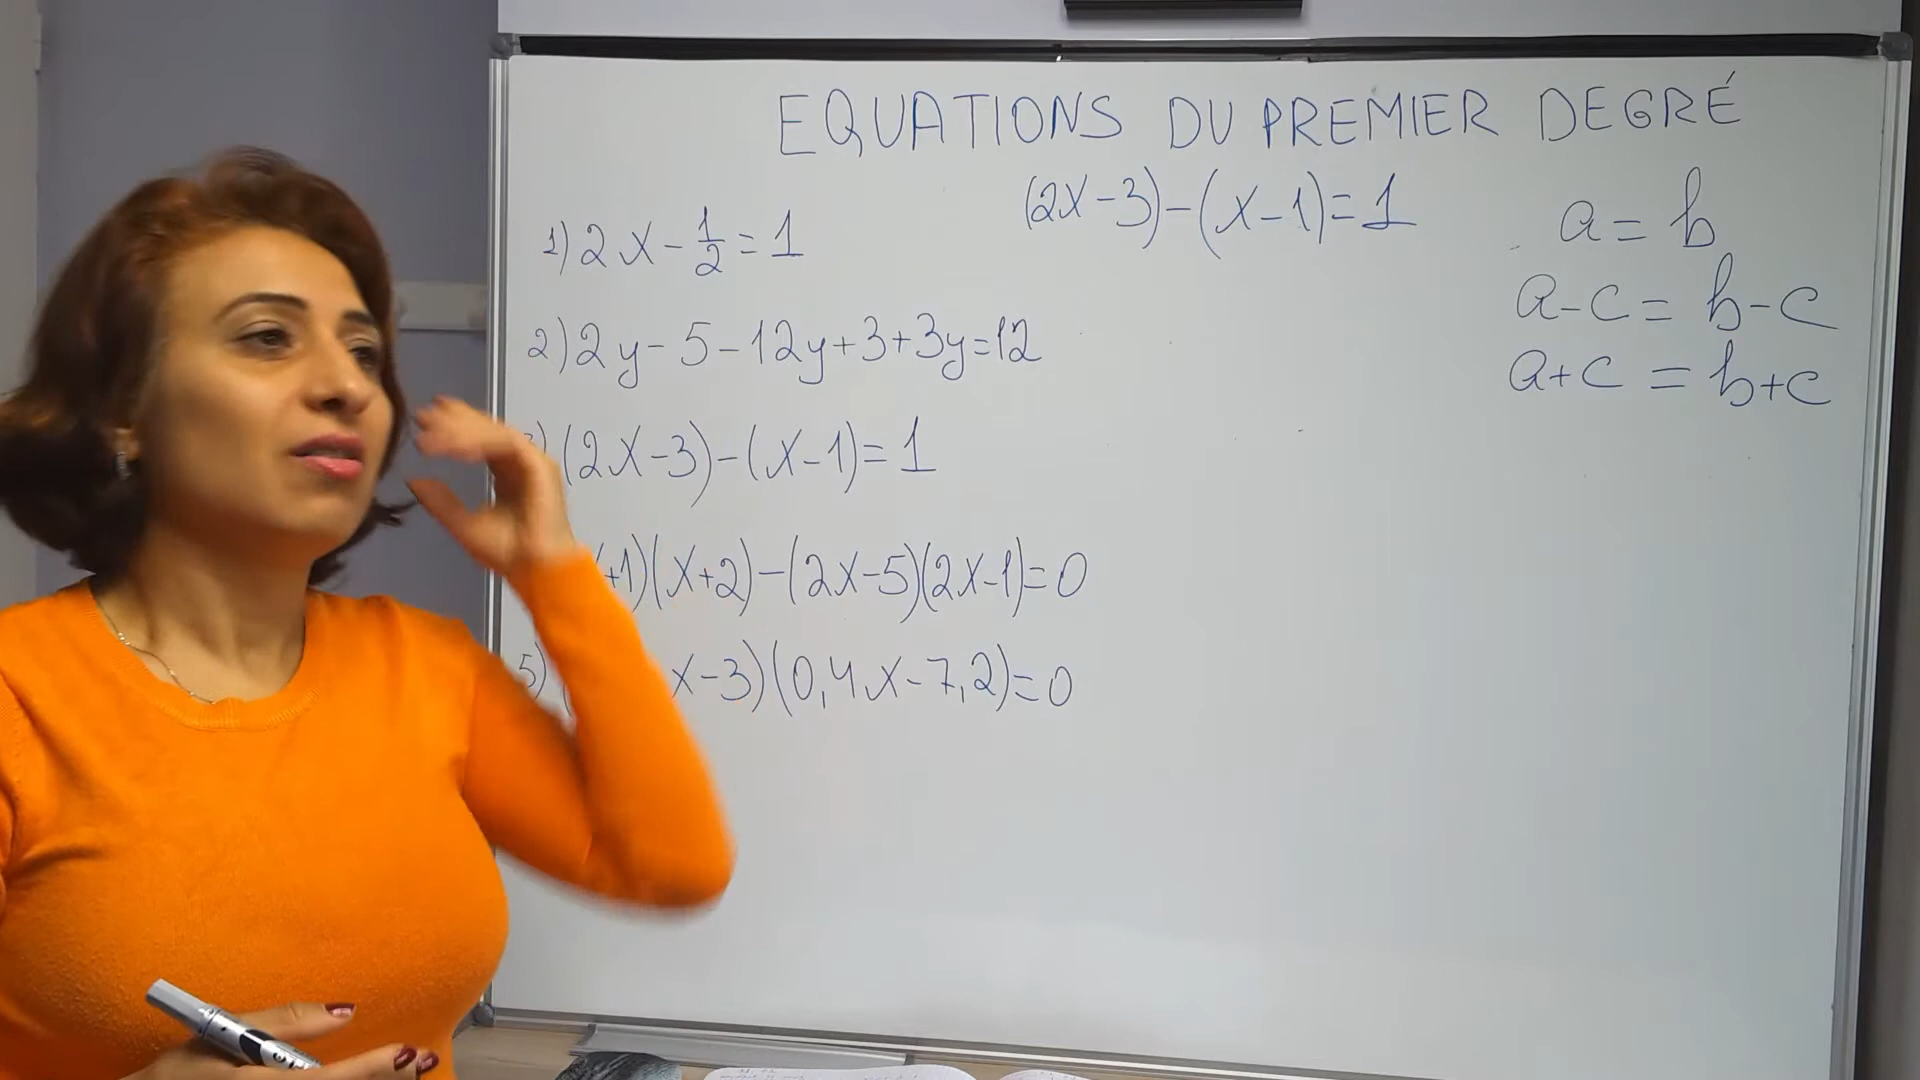 EQUATIONS DU PREMIER DEGRÉ
1) 2x - 1/2 = 1
2) 2y - 5 - 12y + 3 + 3y = 12
) (2x - 3) - (x - 1) = 1
+1)(x+2) - (2x - 5)(2x - 1) = 0
5) ( x - 3)(0,4x - 7,2) = 0
(2x - 3) - (x - 1) = 1
a = b
a - c = b - c
a + c = b + c